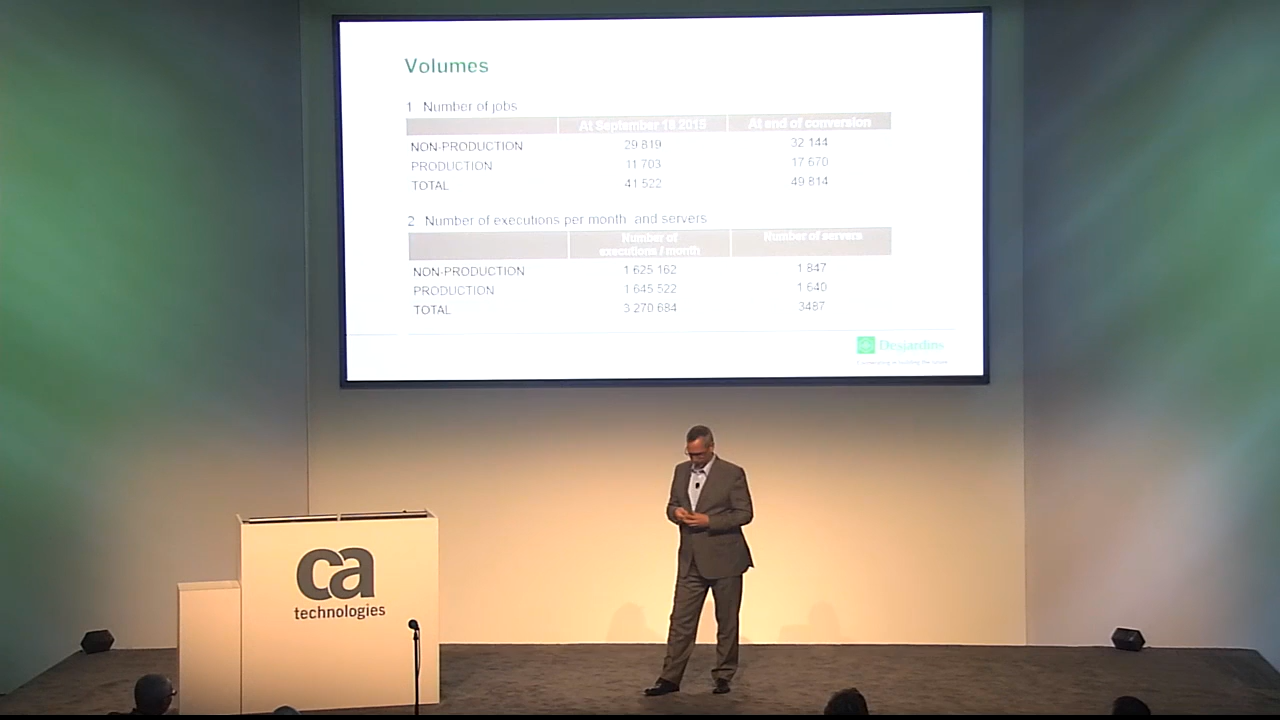 Volumes
1 Number of jobs
At September 2015 At end of conversion
NON-PRODUCTION 29 819 32 144
PRODUCTION 11 703 17 670
TOTAL 41 522 49 814
2 Number of executions per month and servers
Number of executions / month Number of servers
NON-PRODUCTION 1 625 162 1 847
PRODUCTION 1 645 522 1 640
TOTAL 3 270 684 3487
Desjardins
ca
technologies